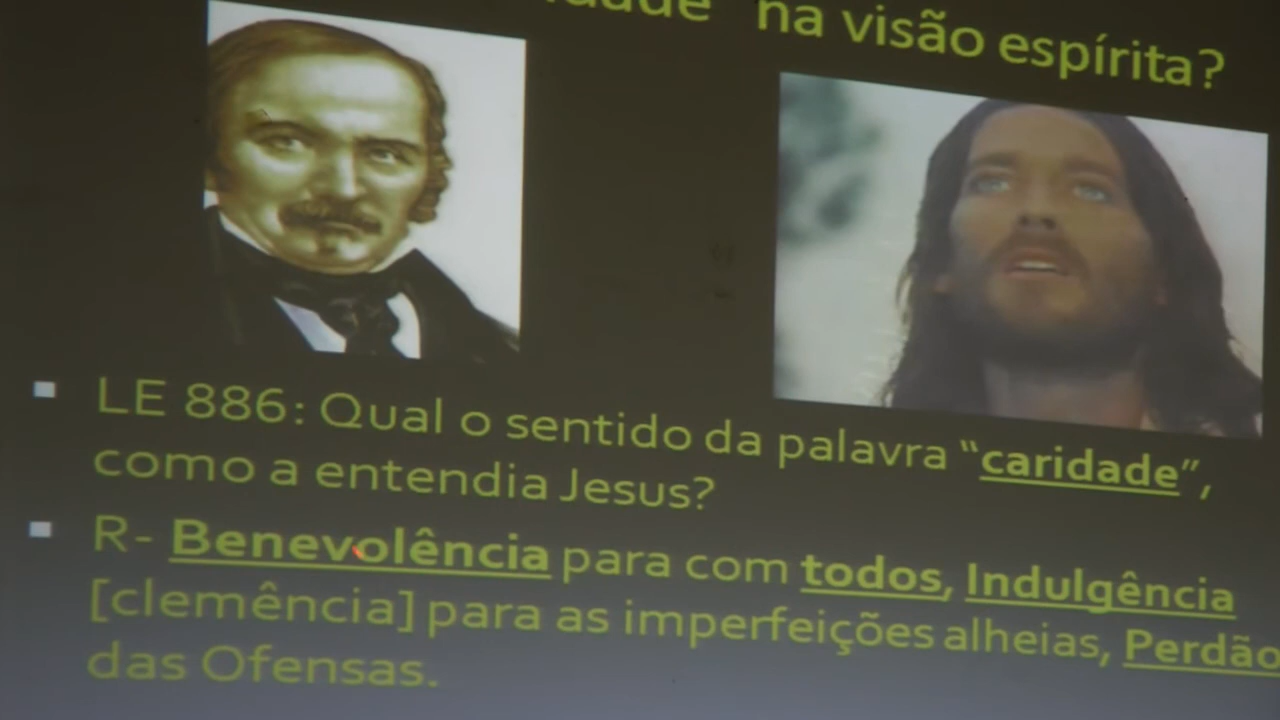 na visão espírita?
LE 886: Qual o sentido da palavra “caridade”,
como a entendia Jesus?
R- Benevolência para com todos, Indulgência
[clemência] para as imperfeições alheias, Perdão
das Ofensas.